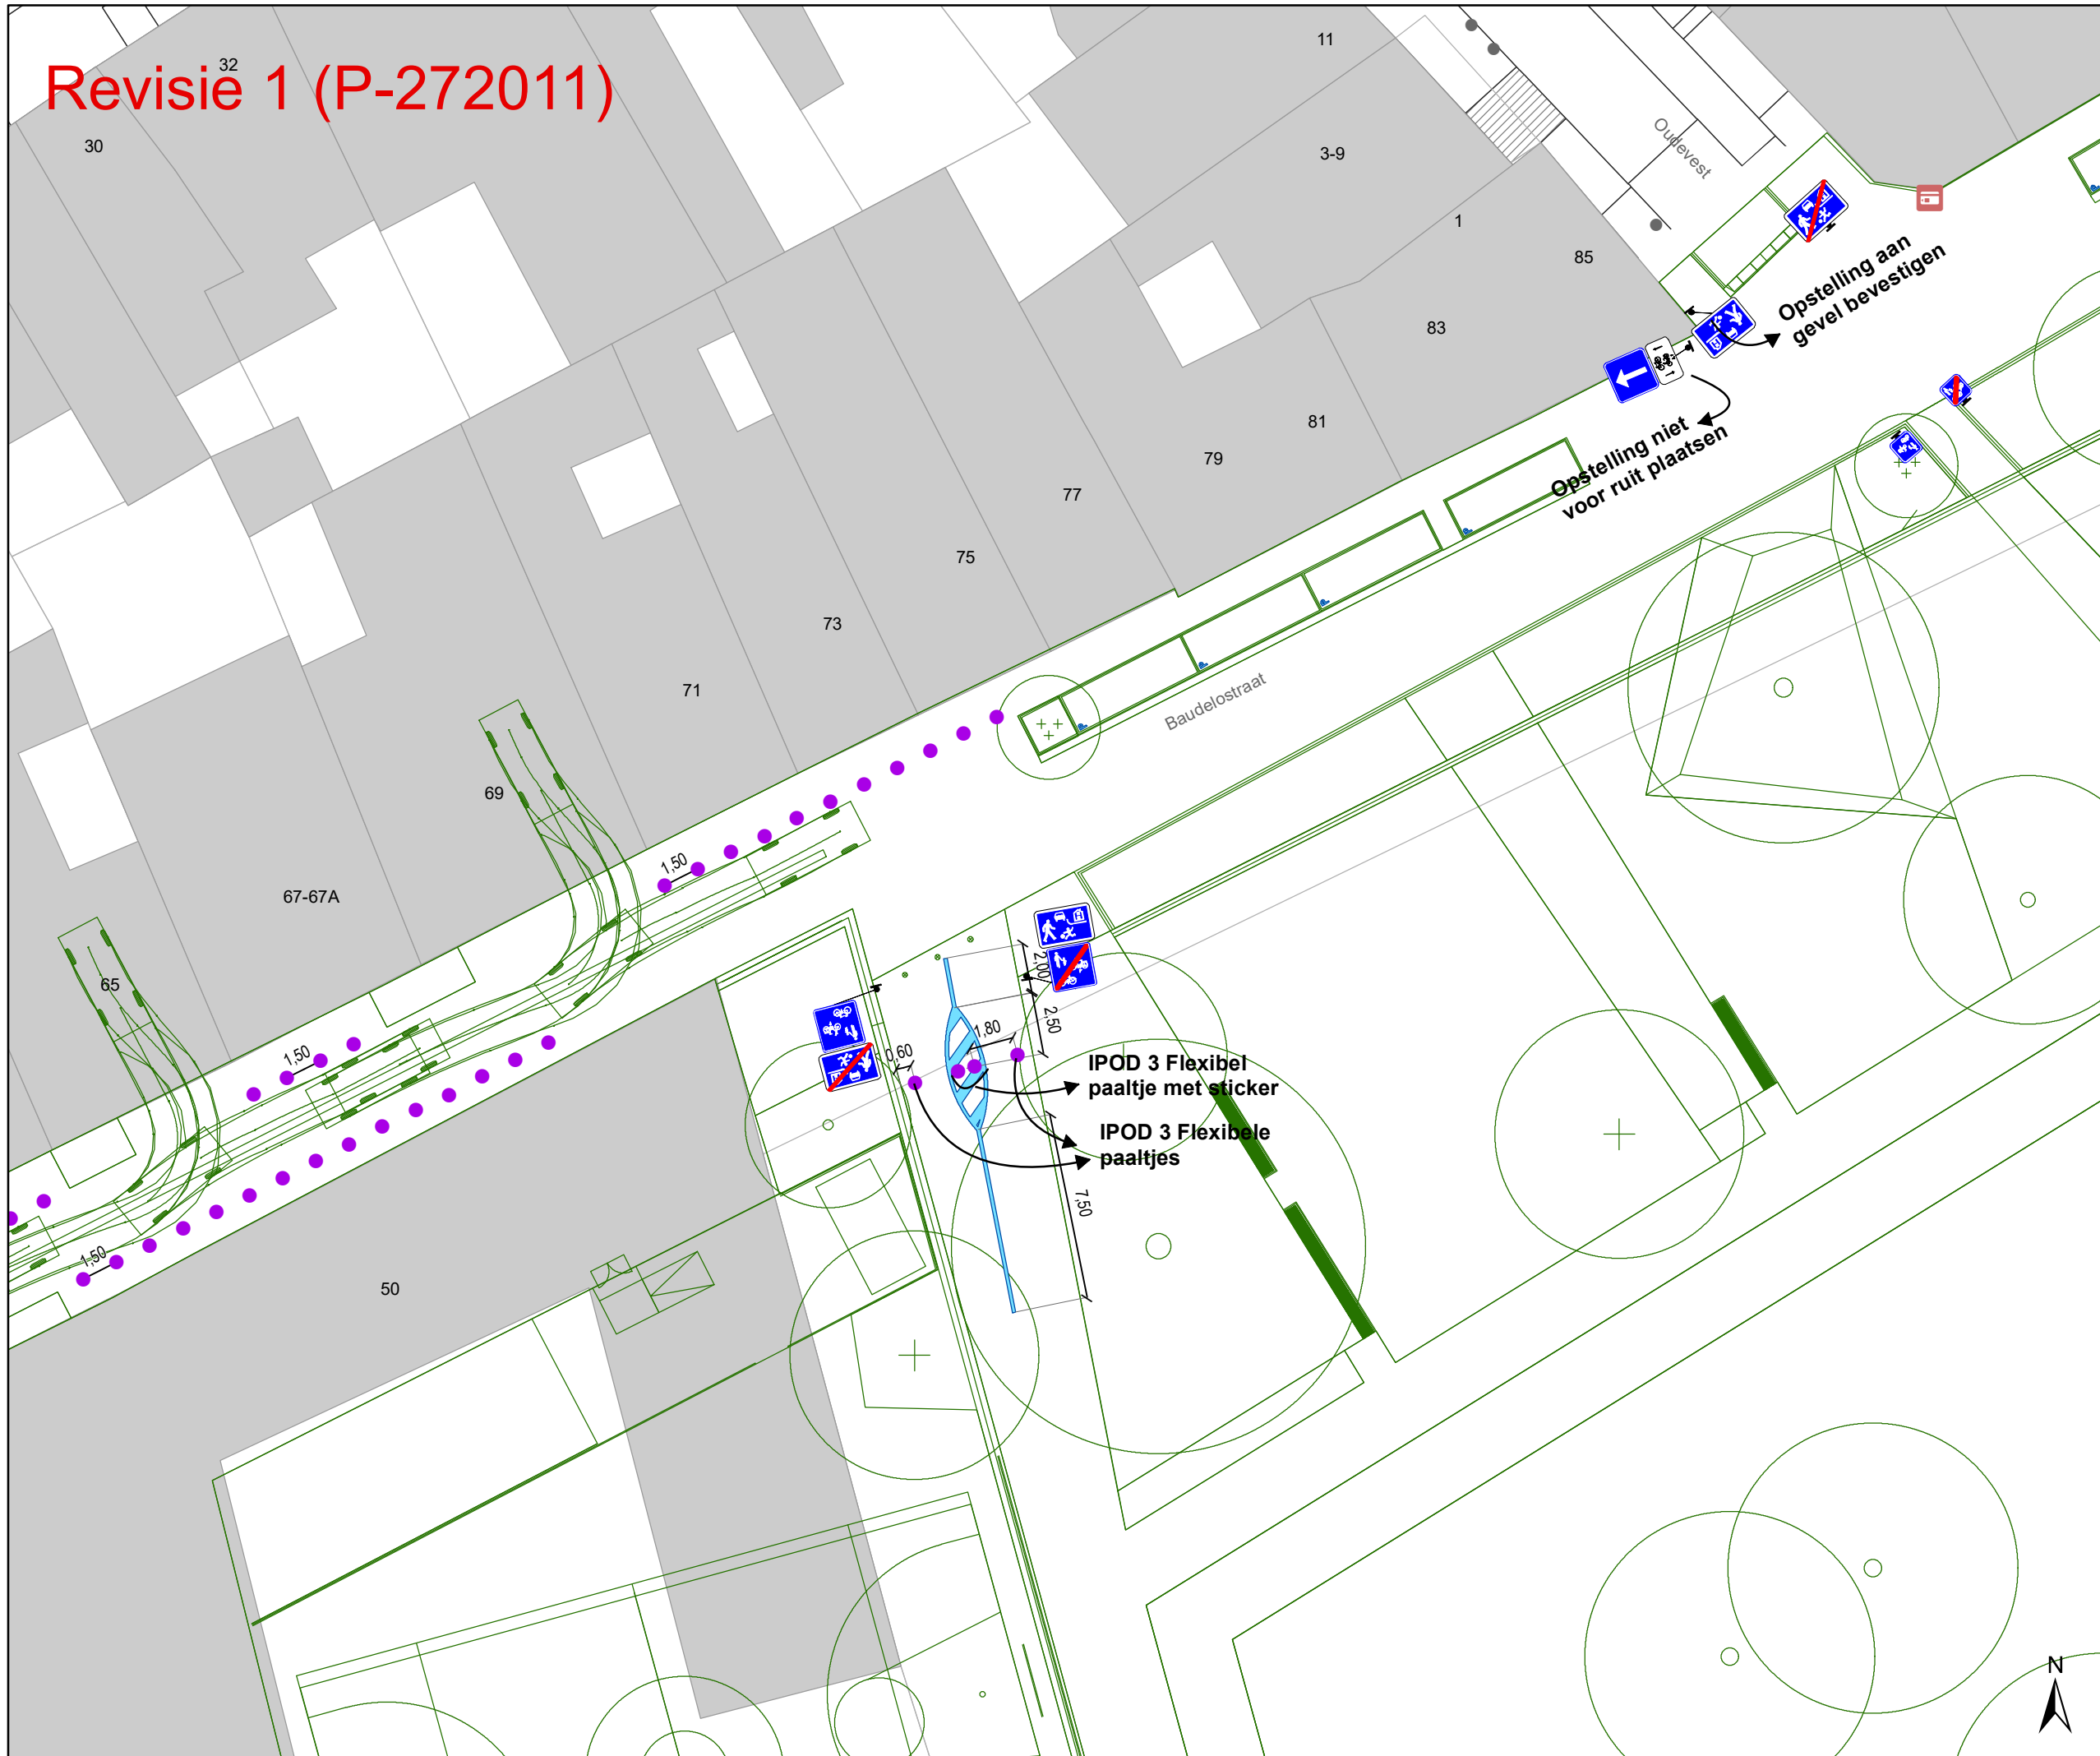 Revisie 1 (P-272011)
32
30
11
3-9
1
85
83
81
79
77
75
73
71
69
67-67A
65
50
Oudevest
Opstelling aan
gevel bevestigen
Opstelling niet
voor ruit plaatsen
Baudelostraat
1,50
1,50
1,50
2,00
2,50
1,80
0,60
7,50
IPOD 3 Flexibel
paaltje met sticker
IPOD 3 Flexibele
paaltjes
N